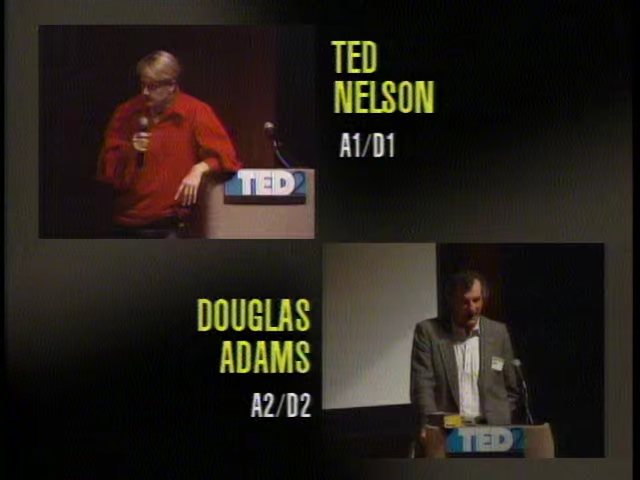 TED
NELSON
A1/D1
TED2
DOUGLAS
ADAMS
A2/D2
TED2